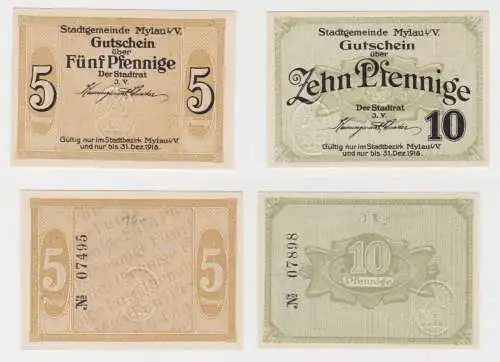 Stadtgemeinde Mylau i/V.
Gutschein
über
5 Fünf Pfennige 5
Der Stadtrat
J. V.
Gültig nur im Stadtbezirk Mylau i/V.
und nur bis 31. Dez. 1918.
Stadtgemeinde Mylau i/V.
Gutschein
über
Zehn Pfennige
Der Stadtrat
J. V.
10
Gültig nur im Stadtbezirk Mylau i/V.
und nur bis 31. Dez. 1918.
№ 07495
5
5
№ 07898
10
Pfennige